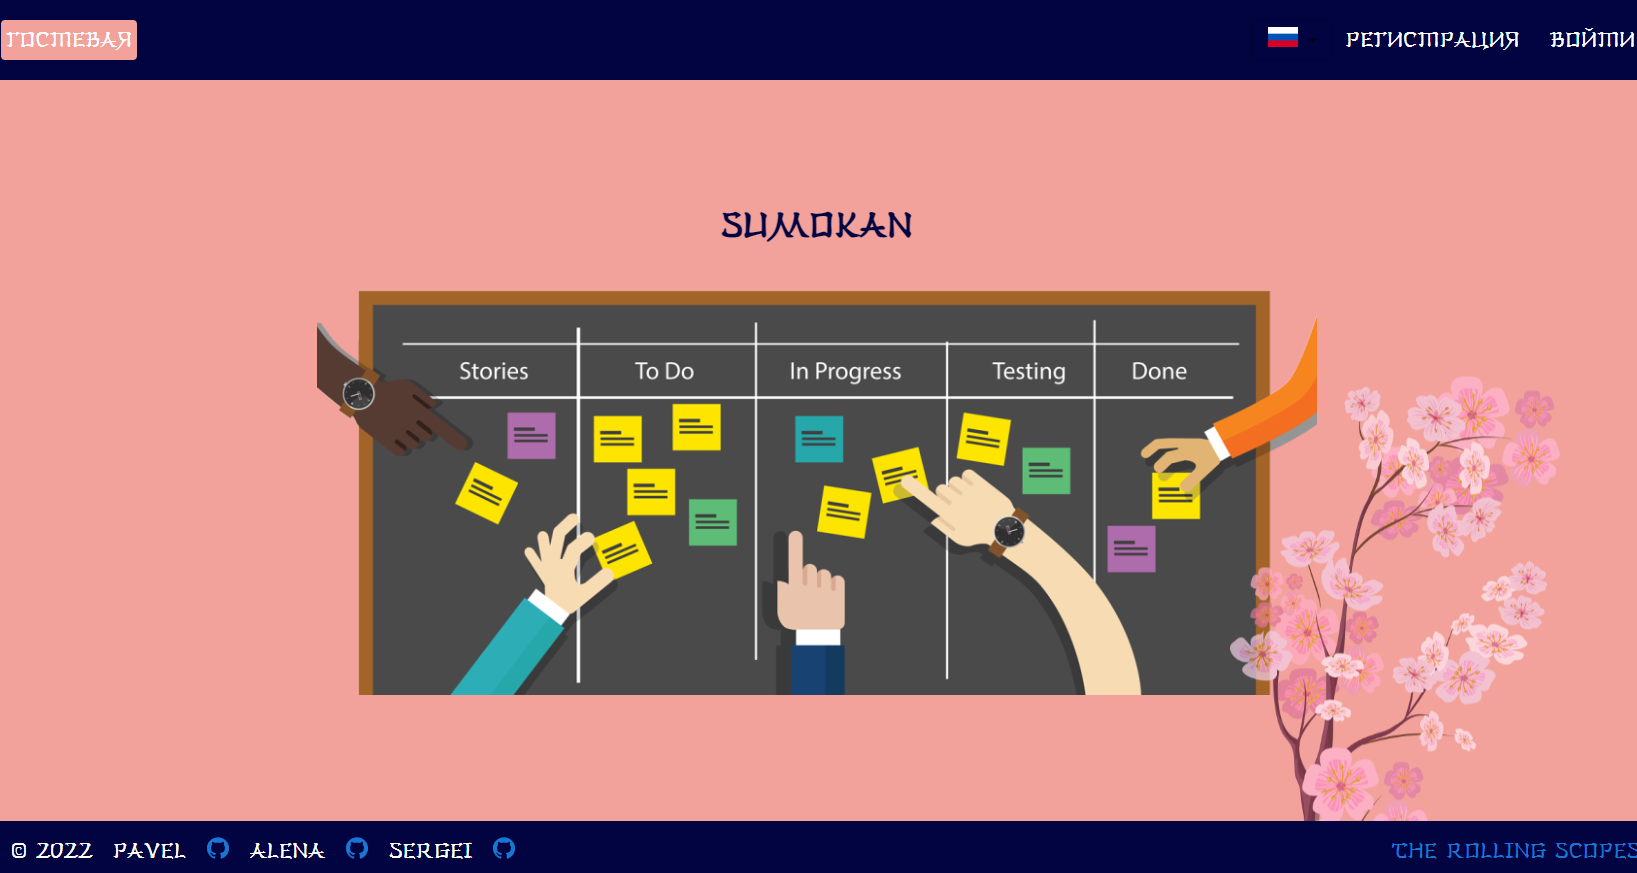 ГОСТЕВАЯ РЕГИСТРАЦИЯ ВОЙТИ
SUMOKAN
Stories To Do In Progress Testing Done
© 2022 PAVEL ALENA SERGEI THE ROLLING SCOPES